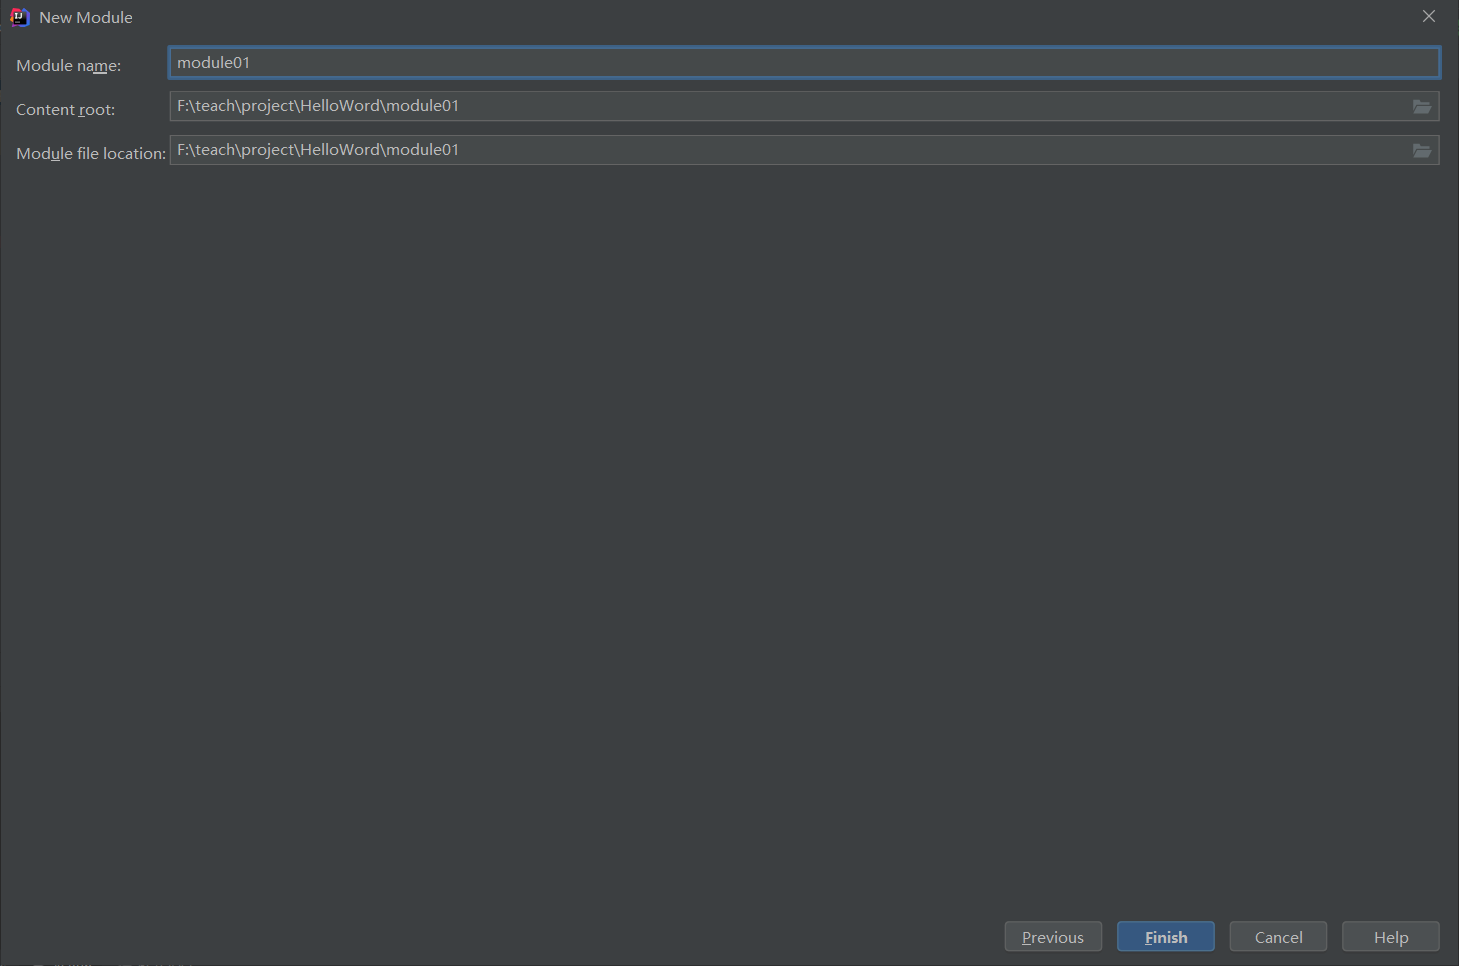 New Module
Module name: module01
Content root: F:\teach\project\HelloWord\module01
Module file location: F:\teach\project\HelloWord\module01
Previous Finish Cancel Help